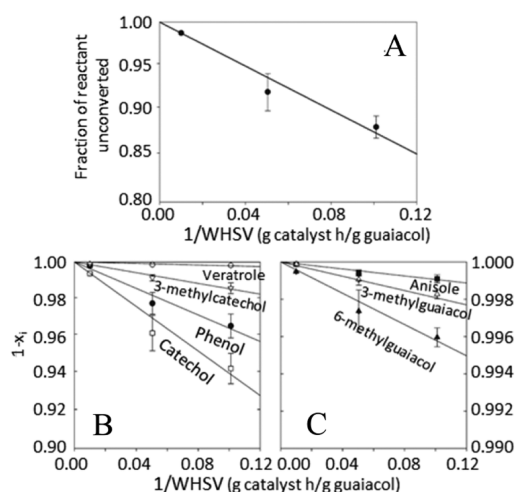 A
Fraction of reactant
unconverted
1.00
0.95
0.90
0.85
0.80
0.00 0.04 0.08 0.12
1/WHSV (g catalyst h/g guaiacol)
B
1-xᵢ
1.00
0.98
0.96
0.94
0.92
0.90
Veratrole
3-methylcatechol
Phenol
Catechol
0.00 0.04 0.08 0.12
C
Anisole
3-methylguaiacol
6-methylguaiacol
1.000
0.998
0.996
0.994
0.992
0.990
0.00 0.04 0.08 0.12
1/WHSV (g catalyst h/g guaiacol)